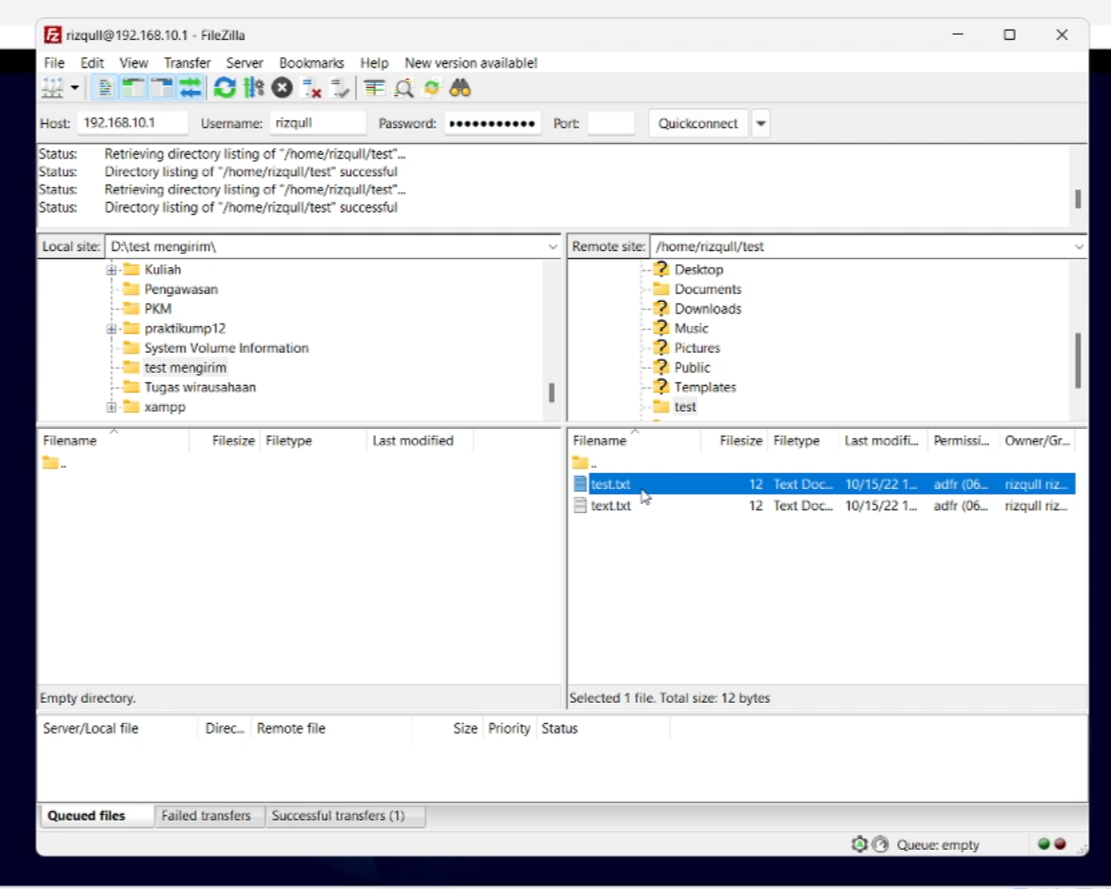 rizqull@192.168.10.1 - FileZilla
File Edit View Transfer Server Bookmarks Help New version available!
Host: 192.168.10.1 Username: rizqull Password: ●●●●●●●●●●● Port: Quickconnect
Status: Retrieving directory listing of "/home/rizqull/test"...
Status: Directory listing of "/home/rizqull/test" successful
Status: Retrieving directory listing of "/home/rizqull/test"...
Status: Directory listing of "/home/rizqull/test" successful
Local site: D:\test mengirim\
Kuliah
Pengawasan
PKM
praktikump12
System Volume Information
test mengirim
Tugas wirausahaan
xampp
Remote site: /home/rizqull/test
Desktop
Documents
Downloads
Music
Pictures
Public
Templates
test
Filename Filesize Filetype Last modified
..
Empty directory.
Filename Filesize Filetype Last modifi... Permissi... Owner/Gr...
..
test.txt 12 Text Doc... 10/15/22 1... adfr (06... rizqull riz...
text.txt 12 Text Doc... 10/15/22 1... adfr (06... rizqull riz...
Selected 1 file. Total size: 12 bytes
Server/Local file Direc... Remote file Size Priority Status
Queued files Failed transfers Successful transfers (1)
Queue: empty